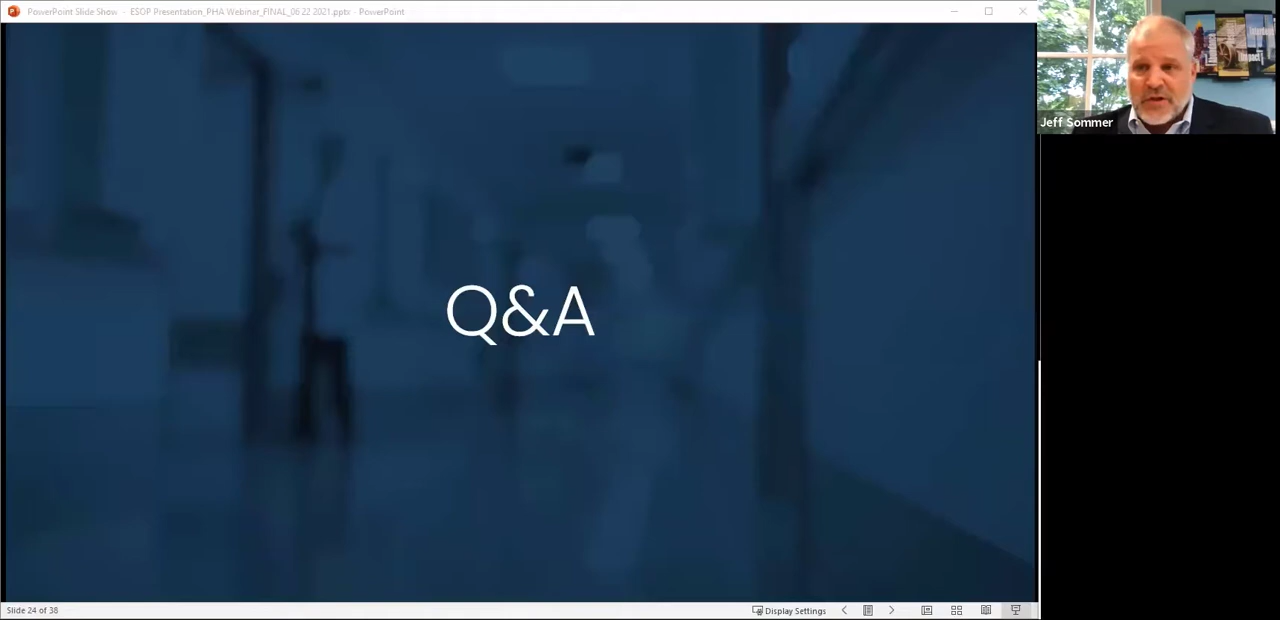 PowerPoint Slide Show - ESOP Presentation_PHA Webinar_FINAL_06 22 2021.pptx - PowerPoint
Jeff Sommer
Q&A
Slide 24 of 38
Display Settings